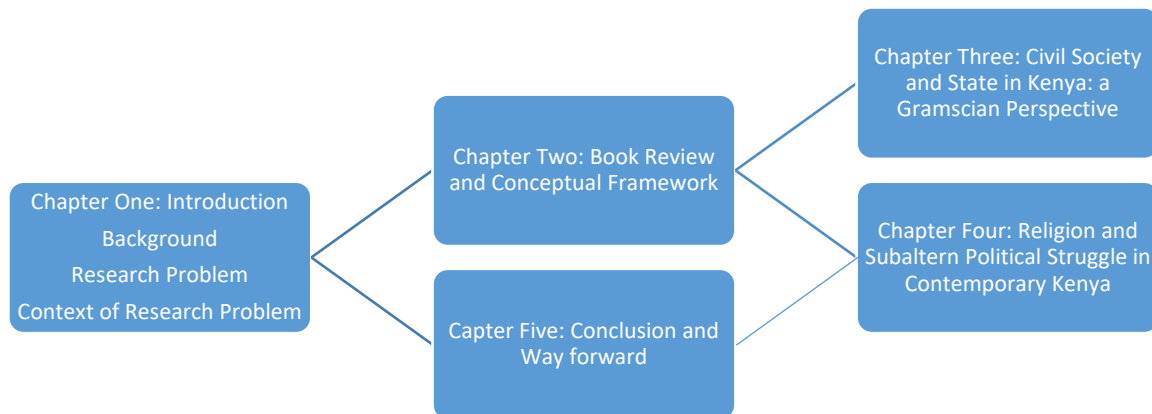 Chapter One: Introduction
Background
Research Problem
Context of Research Problem
Chapter Two: Book Review
and Conceptual Framework
Capter Five: Conclusion and
Way forward
Chapter Three: Civil Society
and State in Kenya: a
Gramscian Perspective
Chapter Four: Religion and
Subaltern Political Struggle in
Contemporary Kenya